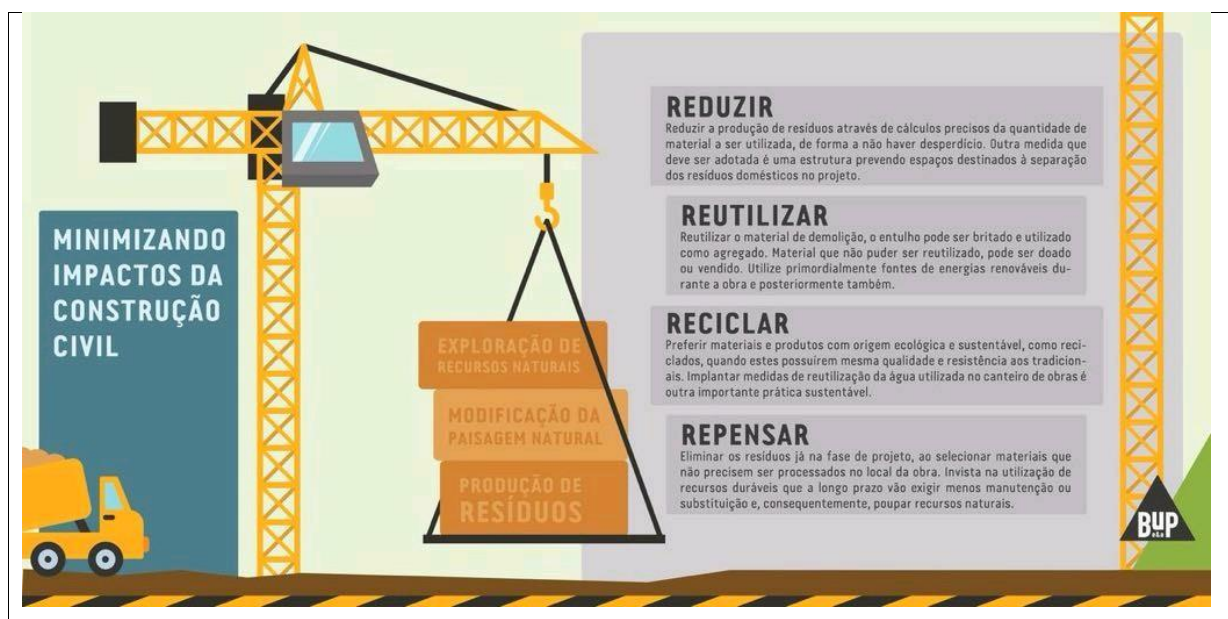 MINIMIZANDO
IMPACTOS DA
CONSTRUÇÃO
CIVIL
EXPLORAÇÃO DE
RECURSOS NATURAIS
MODIFICAÇÃO DA
PAISAGEM NATURAL
PRODUÇÃO DE
RESÍDUOS
REDUZIR
Reduzir a produção de resíduos através de cálculos precisos da quantidade de
material a ser utilizada, de forma a não haver desperdício. Outra medida que
deve ser adotada é uma estrutura prevendo espaços destinados à separação
dos resíduos domésticos no projeto.
REUTILIZAR
Reutilizar o material de demolição, o entulho pode ser britado e utilizado
como agregado. Material que não puder ser reutilizado, pode ser doado
ou vendido. Utilize primordialmente fontes de energias renováveis du-
rante a obra e posteriormente também.
RECICLAR
Preferir materiais e produtos com origem ecológica e sustentável, como reci-
clados, quando estes possuírem mesma qualidade e resistência aos tradicion-
ais. Implantar medidas de reutilização da água utilizada no canteiro de obras é
outra importante prática sustentável.
REPENSAR
Eliminar os resíduos já na fase de projeto, ao selecionar materiais que
não precisem ser processados no local da obra. Invista na utilização de
recursos duráveis que a longo prazo vão exigir menos manutenção ou
substituição e, consequentemente, poupar recursos naturais.
BUP